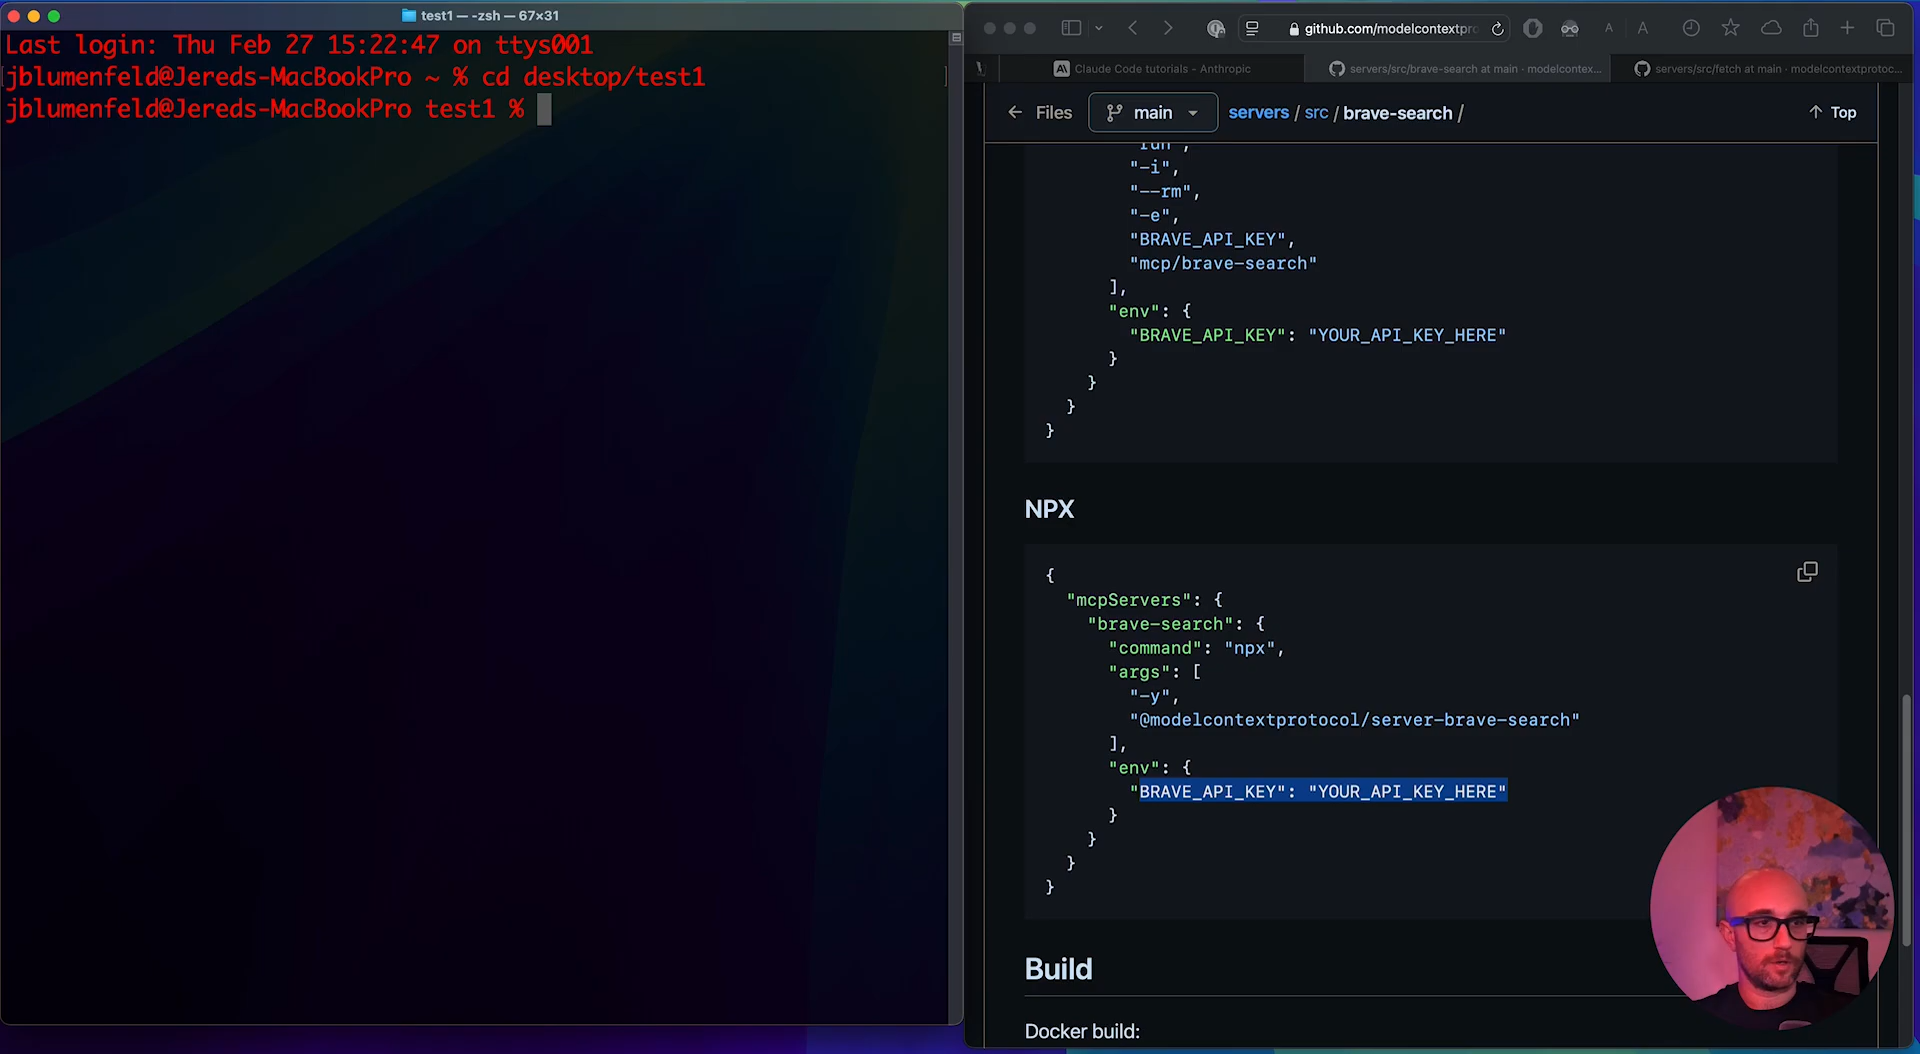 test1 — -zsh — 67×31
Last login: Thu Feb 27 15:22:47 on ttys001
[jblumenfeld@Jereds-MacBookPro ~ % cd desktop/test1 ]
jblumenfeld@Jereds-MacBookPro test1 %
github.com/modelcontextpro
Claude Code tutorials - Anthropic
servers/src/brave-search at main · modelcontex...
servers/src/fetch at main · modelcontextprotoc...
Files
main
servers / src / brave-search /
Top
"run",
"-i",
"--rm",
"-e",
"BRAVE_API_KEY",
"mcp/brave-search"
],
"env": {
"BRAVE_API_KEY": "YOUR_API_KEY_HERE"
}
}
}
}
NPX
{
"mcpServers": {
"brave-search": {
"command": "npx",
"args": [
"-y",
"@modelcontextprotocol/server-brave-search"
],
"env": {
"BRAVE_API_KEY": "YOUR_API_KEY_HERE"
}
}
}
}
Build
Docker build: